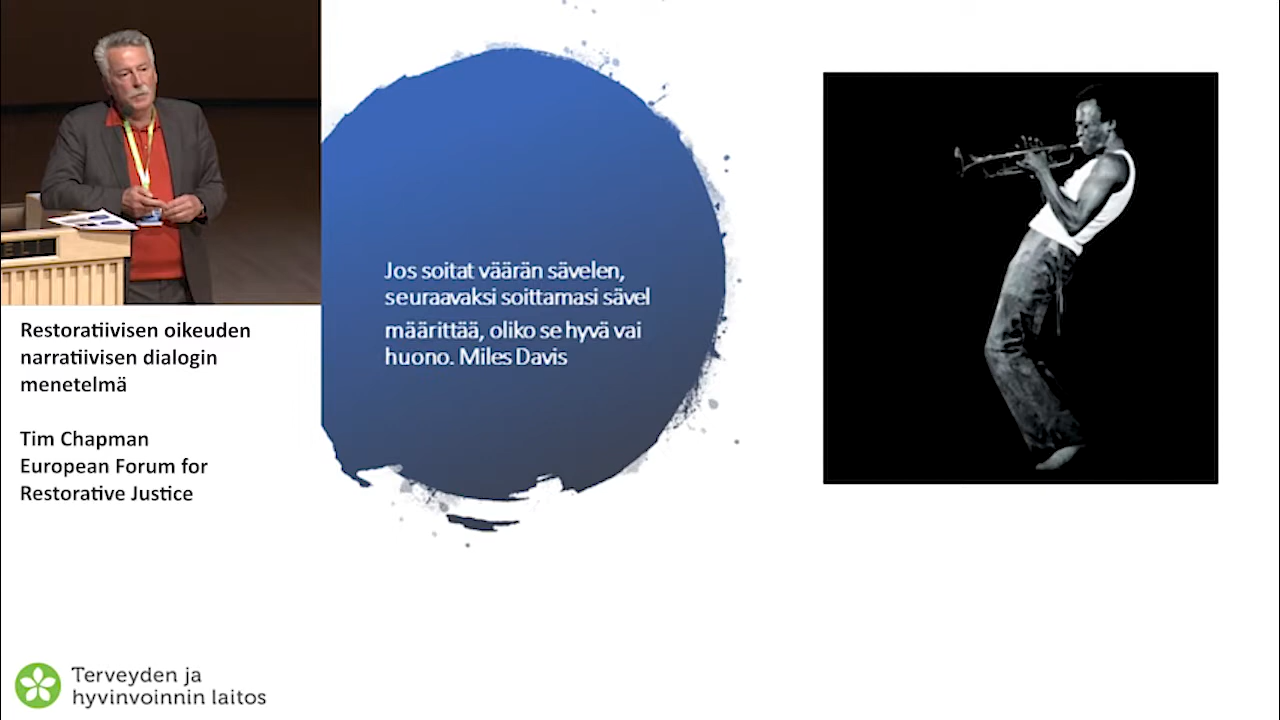 Restoratiivisen oikeuden
narratiivisen dialogin
menetelmä
Tim Chapman
European Forum for
Restorative Justice
Jos soitat väärän sävelen,
seuraavaksi soittamasi sävel
määrittää, oliko se hyvä vai
huono. Miles Davis
Terveyden ja
hyvinvoinnin laitos